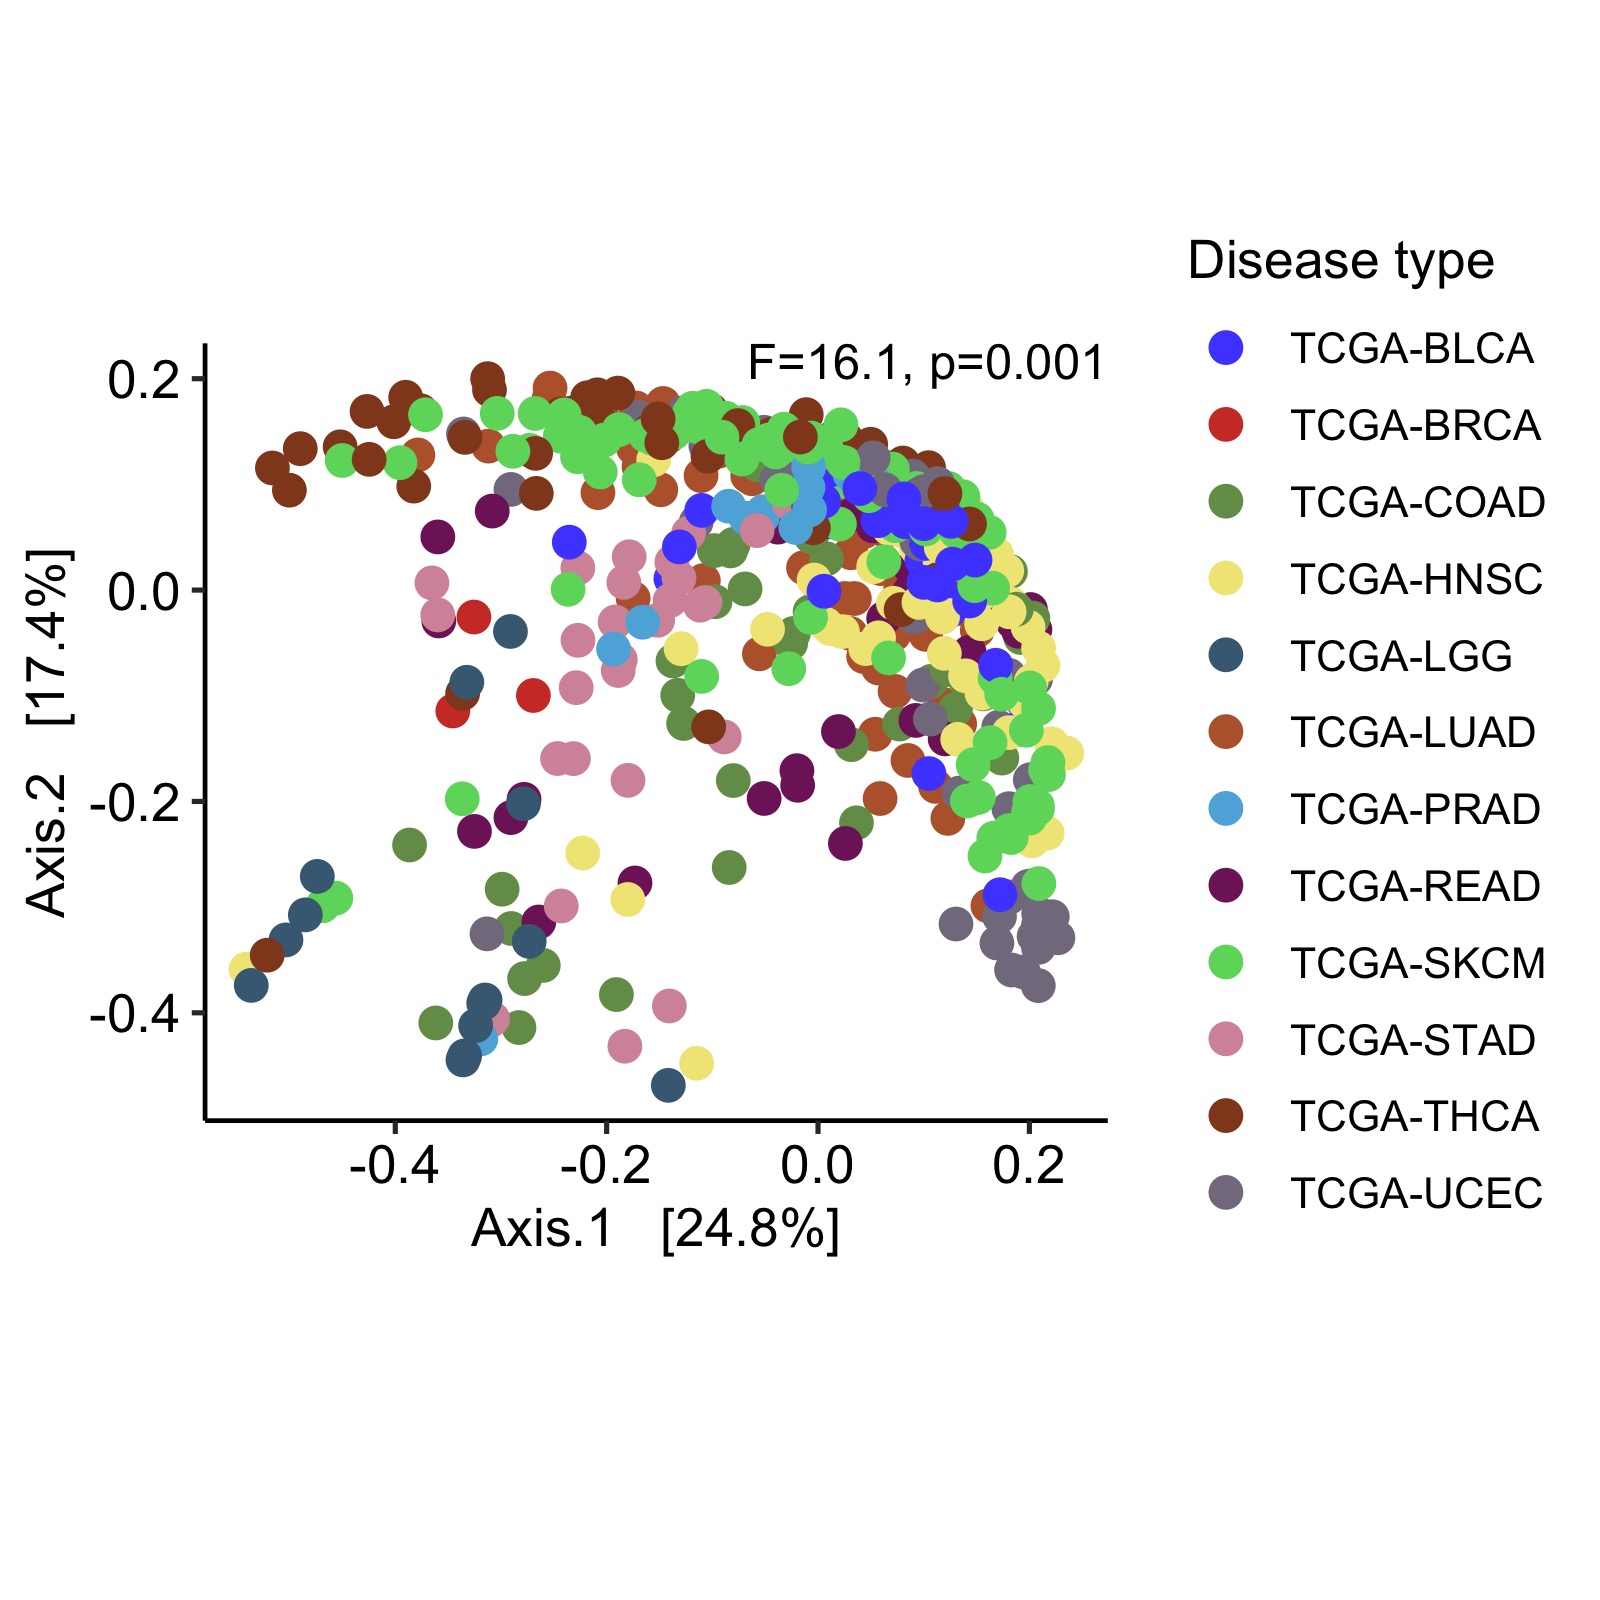 Disease type
F=16.1, p=0.001
TCGA-BLCA
TCGA-BRCA
TCGA-COAD
TCGA-HNSC
TCGA-LGG
TCGA-LUAD
TCGA-PRAD
TCGA-READ
TCGA-SKCM
TCGA-STAD
TCGA-THCA
TCGA-UCEC
Axis.2 [17.4%]
0.2
0.0
-0.2
-0.4
-0.4 -0.2 0.0 0.2
Axis.1 [24.8%]